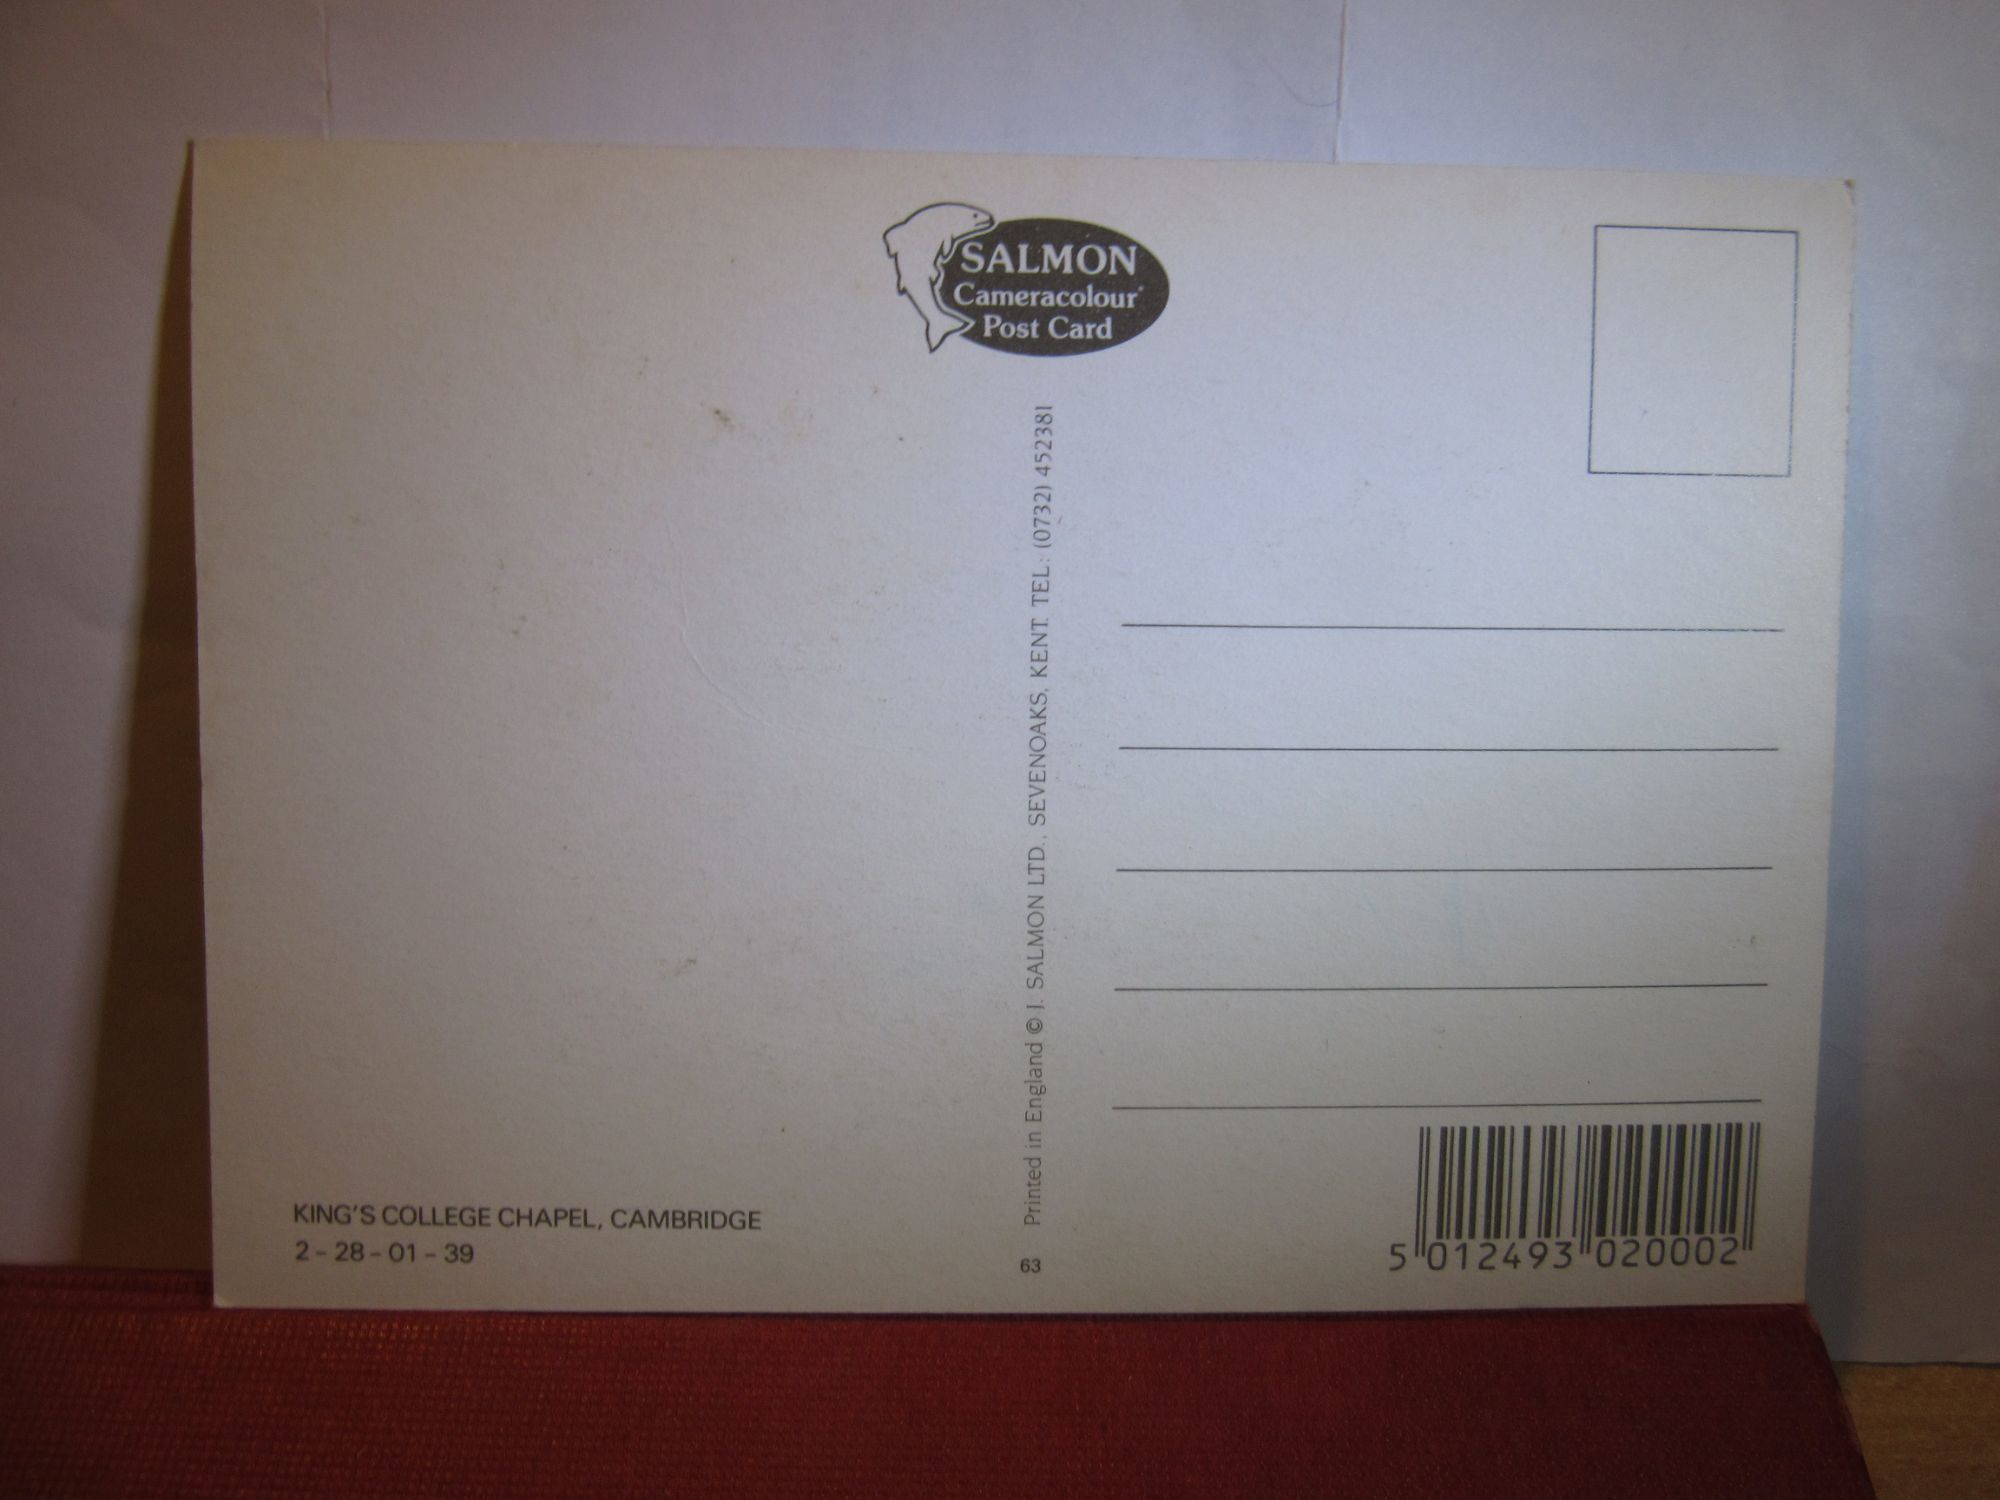 SALMON
Cameracolour
Post Card
Printed in England © J. SALMON LTD., SEVENOAKS, KENT. TEL: (0732) 452381
KING'S COLLEGE CHAPEL, CAMBRIDGE
2 – 28 – 01 – 39
63
5 012493 020002